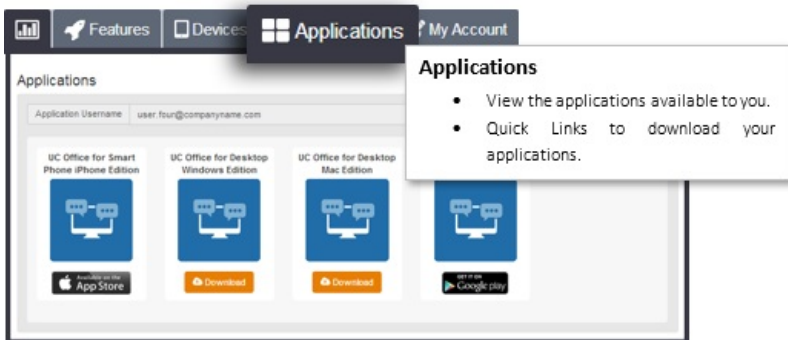 Features
Devices
Applications
My Account
Applications
• View the applications available to you.
• Quick Links to download your
applications.
Applications
Application Username
user.four@companyname.com
UC Office for Smart
Phone iPhone Edition
UC Office for Desktop
Windows Edition
UC Office for Desktop
Mac Edition
Available on the
App Store
Download
Download
GET IT ON
Google play